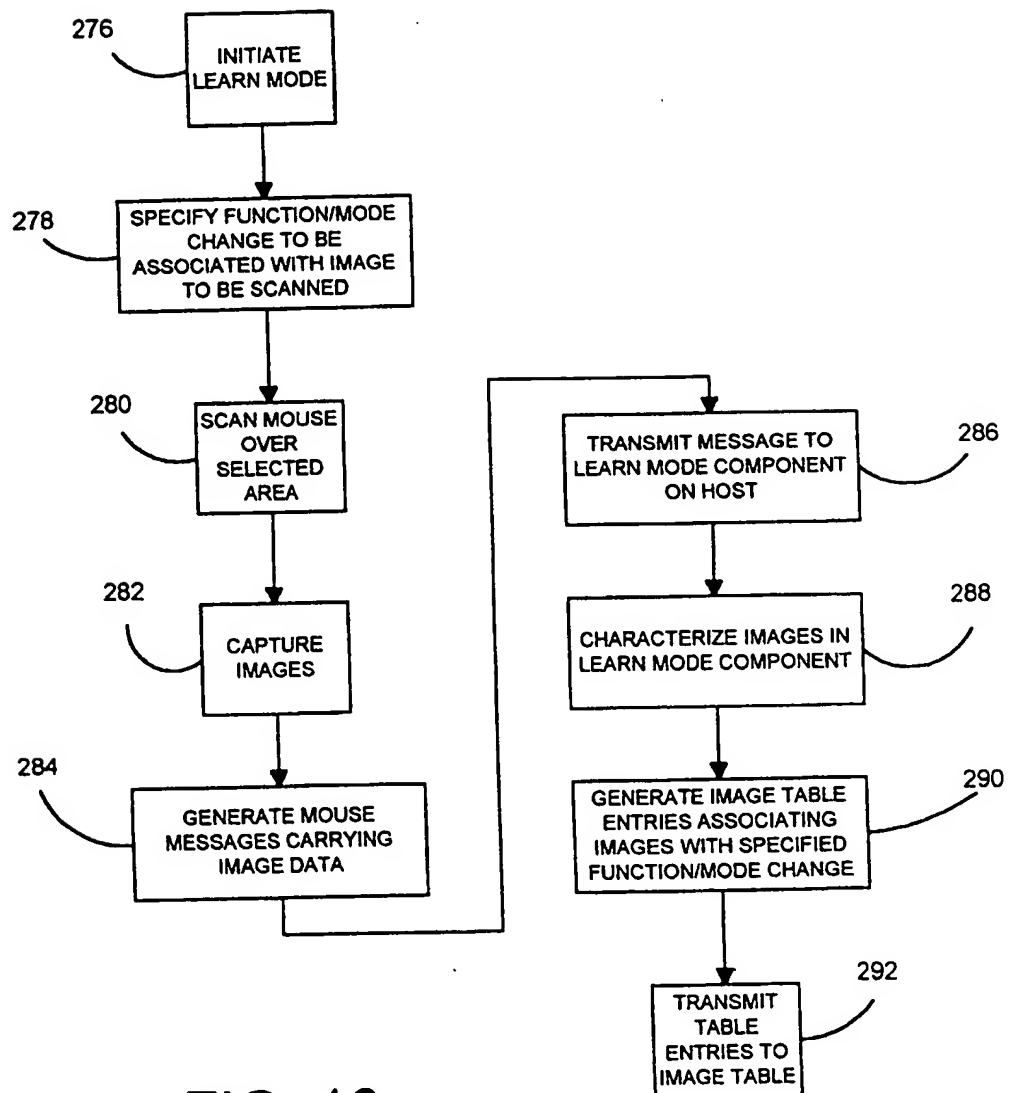 276
INITIATE
LEARN MODE
278
SPECIFY FUNCTION/MODE
CHANGE TO BE
ASSOCIATED WITH IMAGE
TO BE SCANNED
280
SCAN MOUSE
OVER
SELECTED
AREA
282
CAPTURE
IMAGES
284
GENERATE MOUSE
MESSAGES CARRYING
IMAGE DATA
TRANSMIT MESSAGE TO
LEARN MODE COMPONENT
ON HOST
286
CHARACTERIZE IMAGES IN
LEARN MODE COMPONENT
288
GENERATE IMAGE TABLE
ENTRIES ASSOCIATING
IMAGES WITH SPECIFIED
FUNCTION/MODE CHANGE
290
TRANSMIT
TABLE
ENTRIES TO
IMAGE TABLE
292